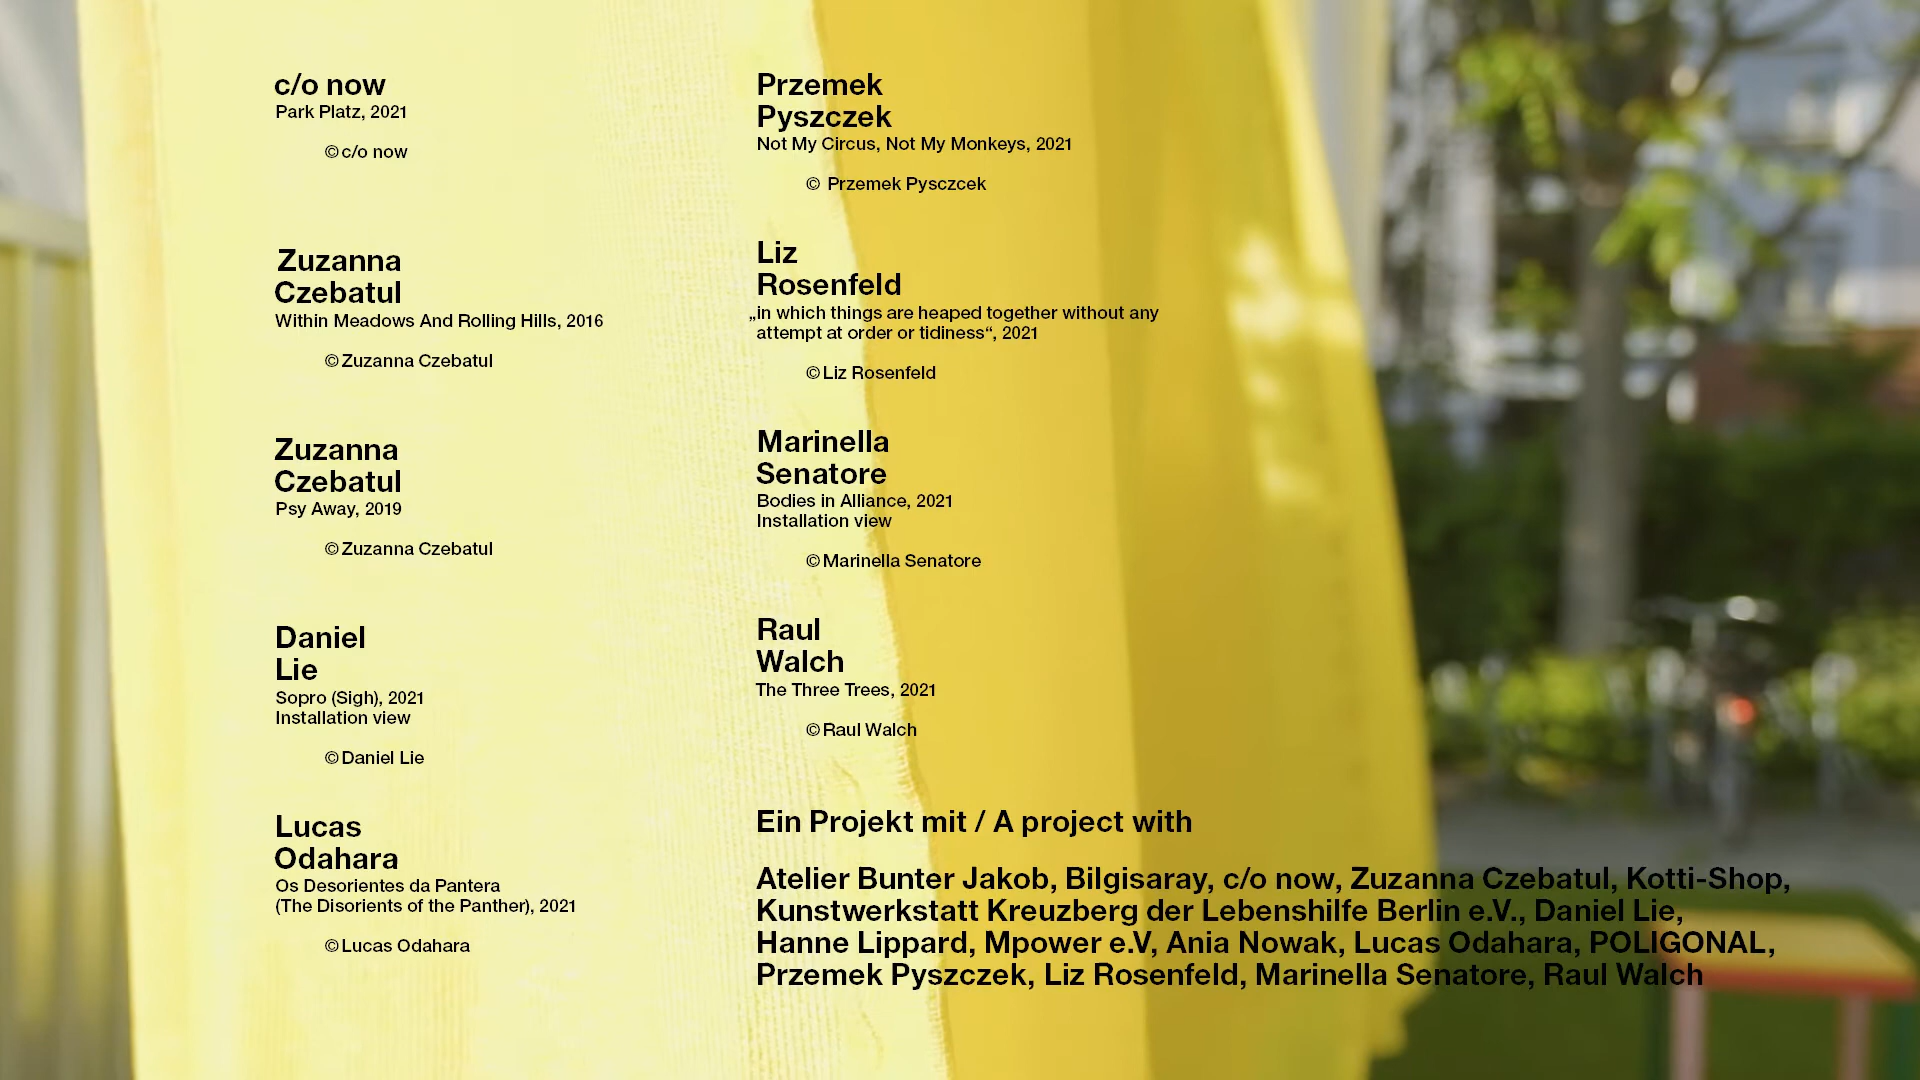 c/o now
Park Platz, 2021
©c/o now
Zuzanna
Czebatul
Within Meadows And Rolling Hills, 2016
©Zuzanna Czebatul
Zuzanna
Czebatul
Psy Away, 2019
©Zuzanna Czebatul
Daniel
Lie
Sopro (Sigh), 2021
Installation view
©Daniel Lie
Lucas
Odahara
Os Desorientes da Pantera
(The Disorients of the Panther), 2021
©Lucas Odahara
Przemek
Pyszczek
Not My Circus, Not My Monkeys, 2021
© Przemek Pysczcek
Liz
Rosenfeld
„in which things are heaped together without any
attempt at order or tidiness“, 2021
©Liz Rosenfeld
Marinella
Senatore
Bodies in Alliance, 2021
Installation view
©Marinella Senatore
Raul
Walch
The Three Trees, 2021
©Raul Walch
Ein Projekt mit / A project with
Atelier Bunter Jakob, Bilgisaray, c/o now, Zuzanna Czebatul, Kotti-Shop,
Kunstwerkstatt Kreuzberg der Lebenshilfe Berlin e.V., Daniel Lie,
Hanne Lippard, Mpower e.V, Ania Nowak, Lucas Odahara, POLIGONAL,
Przemek Pyszczek, Liz Rosenfeld, Marinella Senatore, Raul Walch